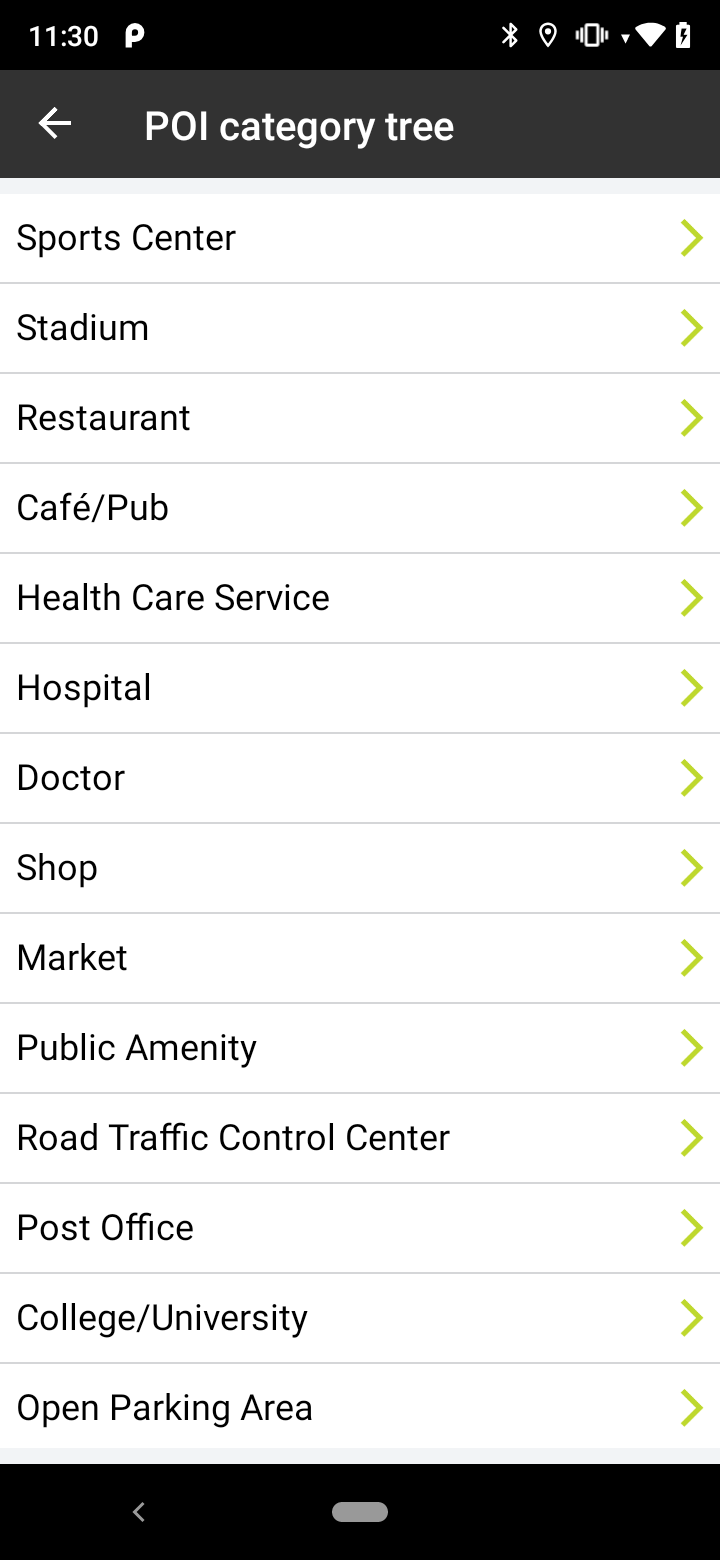 11:30
POI category tree
Sports Center
Stadium
Restaurant
Café/Pub
Health Care Service
Hospital
Doctor
Shop
Market
Public Amenity
Road Traffic Control Center
Post Office
College/University
Open Parking Area